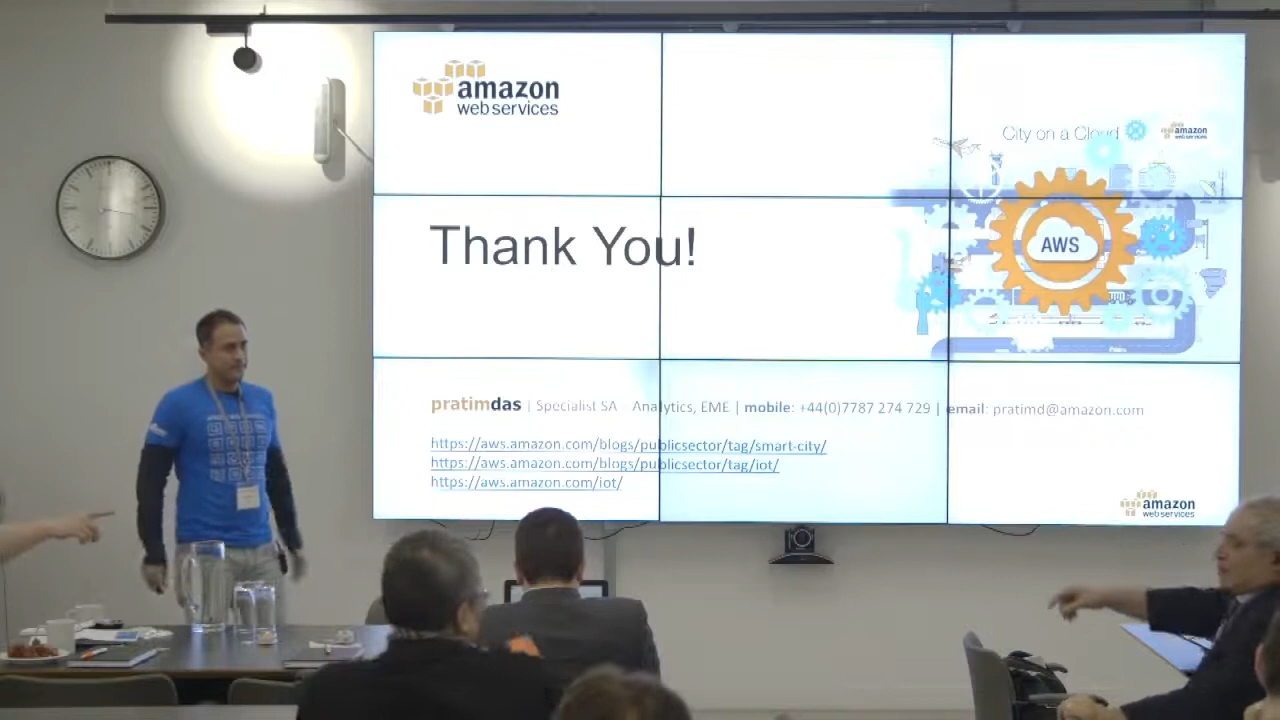 amazon
web services
City on a Cloud
amazon
web services
Thank You!
AWS
pratimdas | Specialist SA - Analytics, EME | mobile: +44(0)7787 274 729 | email: pratimd@amazon.com
https://aws.amazon.com/blogs/publicsector/tag/smart-city/
https://aws.amazon.com/blogs/publicsector/tag/iot/
https://aws.amazon.com/iot/
amazon
web services